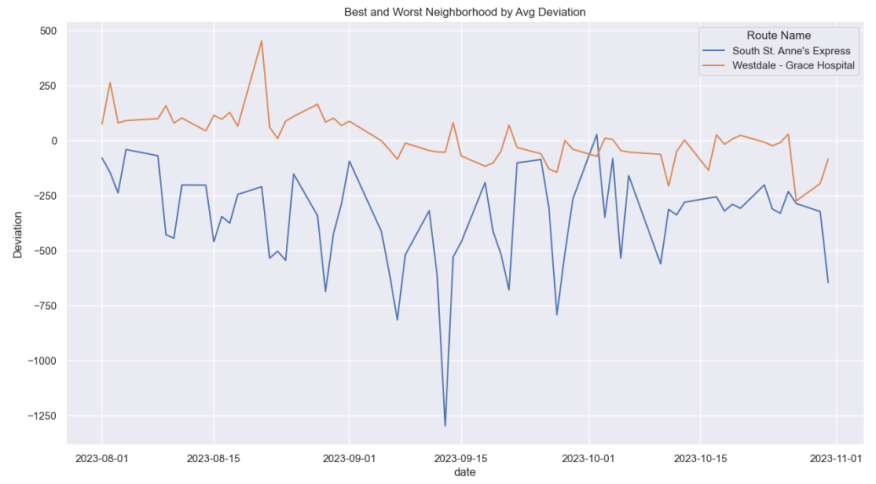 Best and Worst Neighborhood by Avg Deviation
Route Name
South St. Anne's Express
Westdale - Grace Hospital
500
250
0
−250
−500
−750
−1000
−1250
Deviation
2023-08-01
2023-08-15
2023-09-01
2023-09-15
2023-10-01
2023-10-15
2023-11-01
date